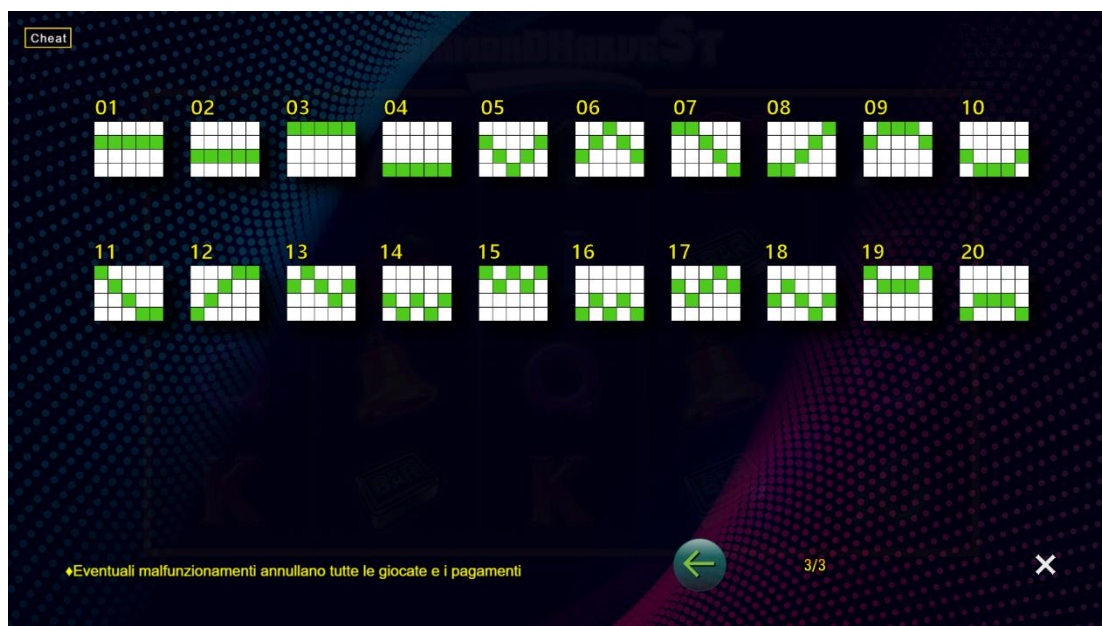 Cheat
01 02 03 04 05 06 07 08 09 10
11 12 13 14 15 16 17 18 19 20
♦Eventuali malfunzionamenti annullano tutte le giocate e i pagamenti
3/3